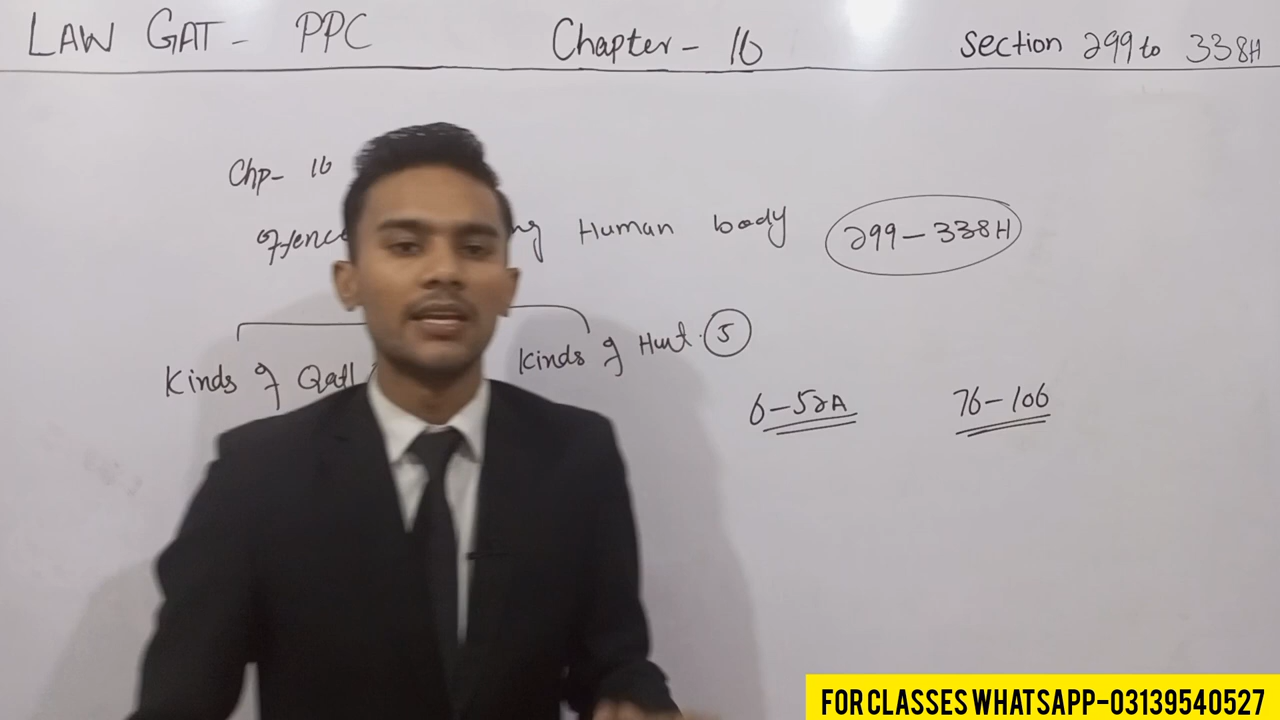 LAW GAT - PPC Chapter - 16 Section 299 to 338H
Chp- 16
Human body 299 - 338H
Kinds of Qatl Kinds of Hurt. 5
6-52A 76-106
FOR CLASSES WHATSAPP-03139540527